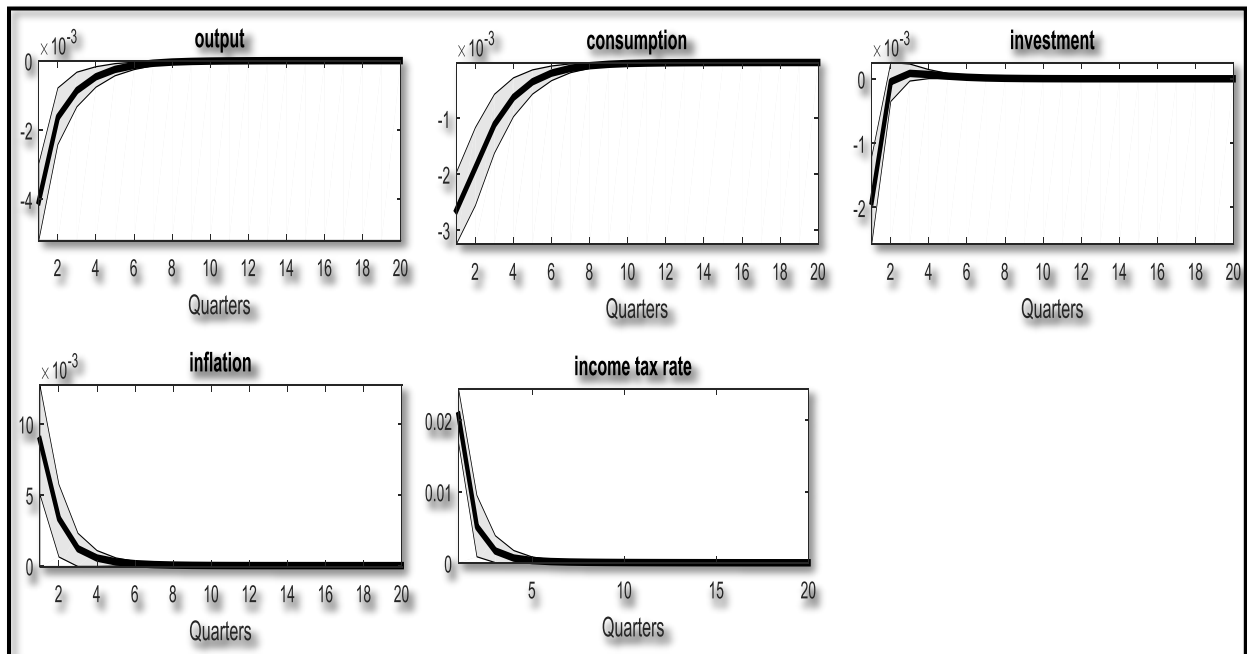 output
×10⁻³
0
-2
-4
2 4 6 8 10 12 14 16 18 20
Quarters
consumption
×10⁻³
-1
-2
-3
2 4 6 8 10 12 14 16 18 20
Quarters
investment
×10⁻³
0
-1
-2
2 4 6 8 10 12 14 16 18 20
Quarters
inflation
×10⁻³
10
5
0
2 4 6 8 10 12 14 16 18 20
Quarters
income tax rate
0.02
0.01
0
5 10 15 20
Quarters